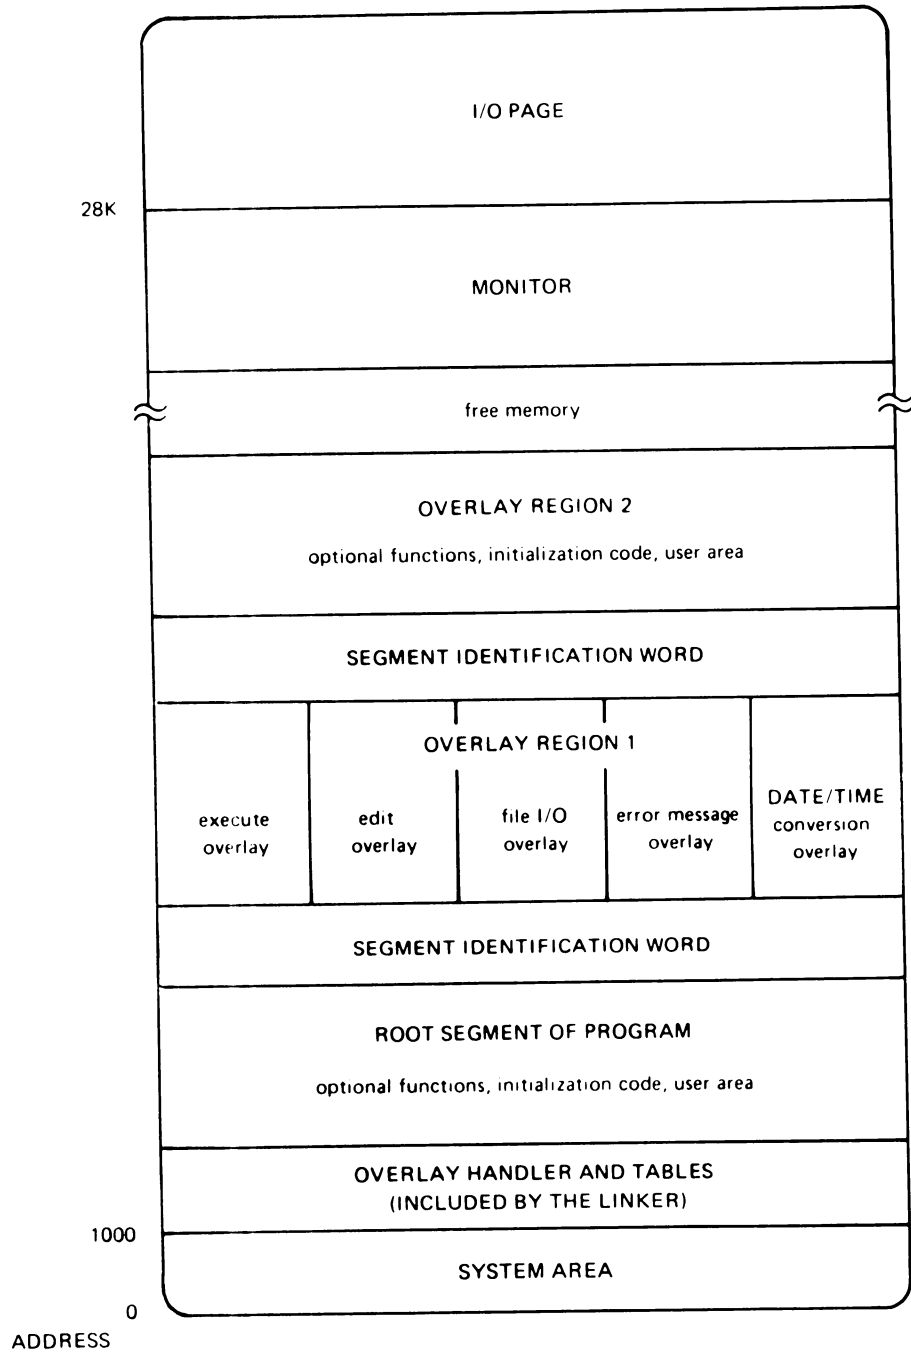 I/O PAGE
28K
MONITOR
free memory
OVERLAY REGION 2
optional functions, initialization code, user area
SEGMENT IDENTIFICATION WORD
OVERLAY REGION 1
execute
overlay
edit
overlay
file I/O
overlay
error message
overlay
DATE/TIME
conversion
overlay
SEGMENT IDENTIFICATION WORD
ROOT SEGMENT OF PROGRAM
optional functions, initialization code, user area
OVERLAY HANDLER AND TABLES
(INCLUDED BY THE LINKER)
1000
SYSTEM AREA
0
ADDRESS